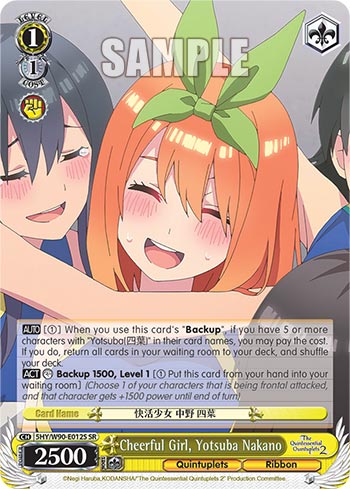 LEVEL
1
SAMPLE
1
COST
AUTO [①] When you use this card's "Backup", if you have 5 or more
characters with "Yotsuba[四葉]" in their card names, you may pay the cost.
If you do, return all cards in your waiting room to your deck, and shuffle
your deck.
ACT Backup 1500, Level 1 [① Put this card from your hand into your
waiting room] (Choose 1 of your characters that is being frontal attacked,
and that character gets +1500 power until end of turn)
Card Name 快活少女 中野 四葉
CH 5HY/W90-E012S SR
Cheerful Girl, Yotsuba Nakano
The Quintessential Quintuplets 2
2500
Quintuplets
Ribbon
©Negi Haruba,KODANSHA/"The Quintessential Quintuplets 2" Production Committee.